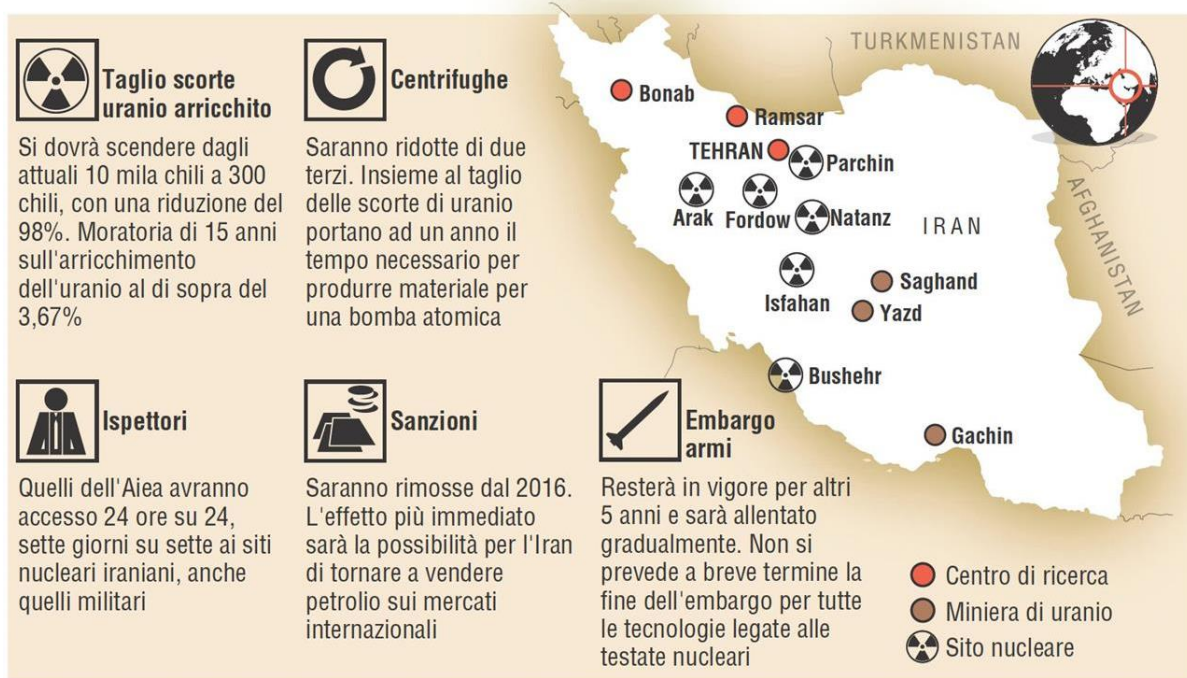 Taglio scorte
uranio arricchito
Si dovrà scendere dagli
attuali 10 mila chili a 300
chili, con una riduzione del
98%. Moratoria di 15 anni
sull'arricchimento
dell'uranio al di sopra del
3,67%
Centrifughe
Saranno ridotte di due
terzi. Insieme al taglio
delle scorte di uranio
portano ad un anno il
tempo necessario per
produrre materiale per
una bomba atomica
Ispettori
Quelli dell'Aiea avranno
accesso 24 ore su 24,
sette giorni su sette ai siti
nucleari iraniani, anche
quelli militari
Sanzioni
Saranno rimosse dal 2016.
L'effetto più immediato
sarà la possibilità per l'Iran
di tornare a vendere
petrolio sui mercati
internazionali
Embargo
armi
Resterà in vigore per altri
5 anni e sarà allentato
gradualmente. Non si
prevede a breve termine la
fine dell'embargo per tutte
le tecnologie legate alle
testate nucleari
TURKMENISTAN
Bonab
Ramsar
TEHRAN
Parchin
Arak
Fordow
Natanz
IRAN
AFGHANISTAN
Isfahan
Saghand
Yazd
Bushehr
Gachin
Centro di ricerca
Miniera di uranio
Sito nucleare